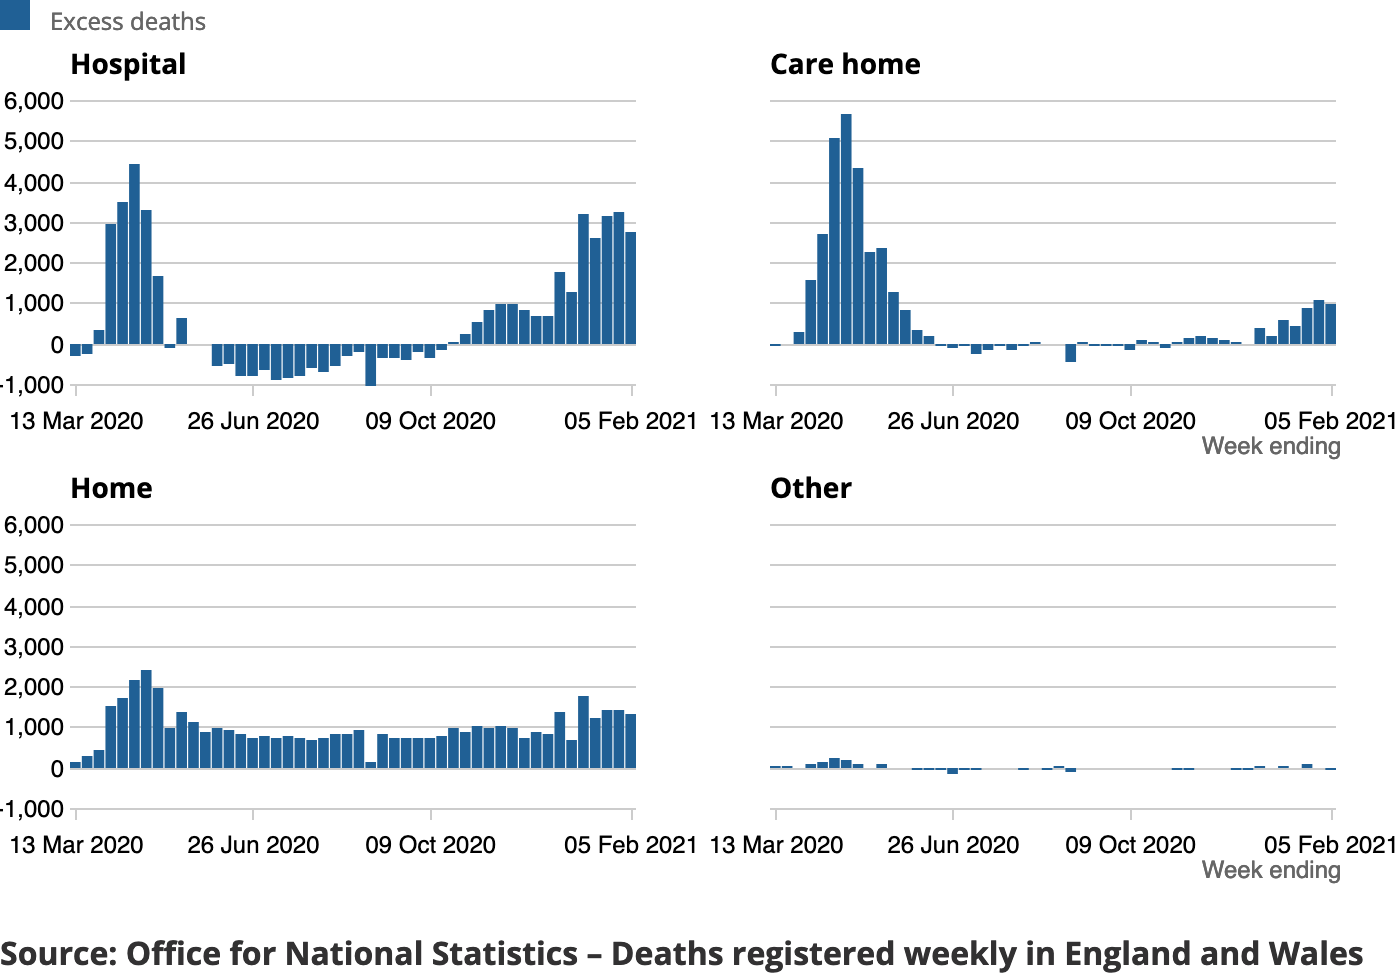 Excess deaths
Hospital
6,000
5,000
4,000
3,000
2,000
1,000
0
-1,000
13 Mar 2020 26 Jun 2020 09 Oct 2020 05 Feb 2021
Care home
13 Mar 2020 26 Jun 2020 09 Oct 2020 05 Feb 2021
Week ending
Home
6,000
5,000
4,000
3,000
2,000
1,000
0
-1,000
13 Mar 2020 26 Jun 2020 09 Oct 2020 05 Feb 2021
Other
13 Mar 2020 26 Jun 2020 09 Oct 2020 05 Feb 2021
Week ending
Source: Office for National Statistics – Deaths registered weekly in England and Wales